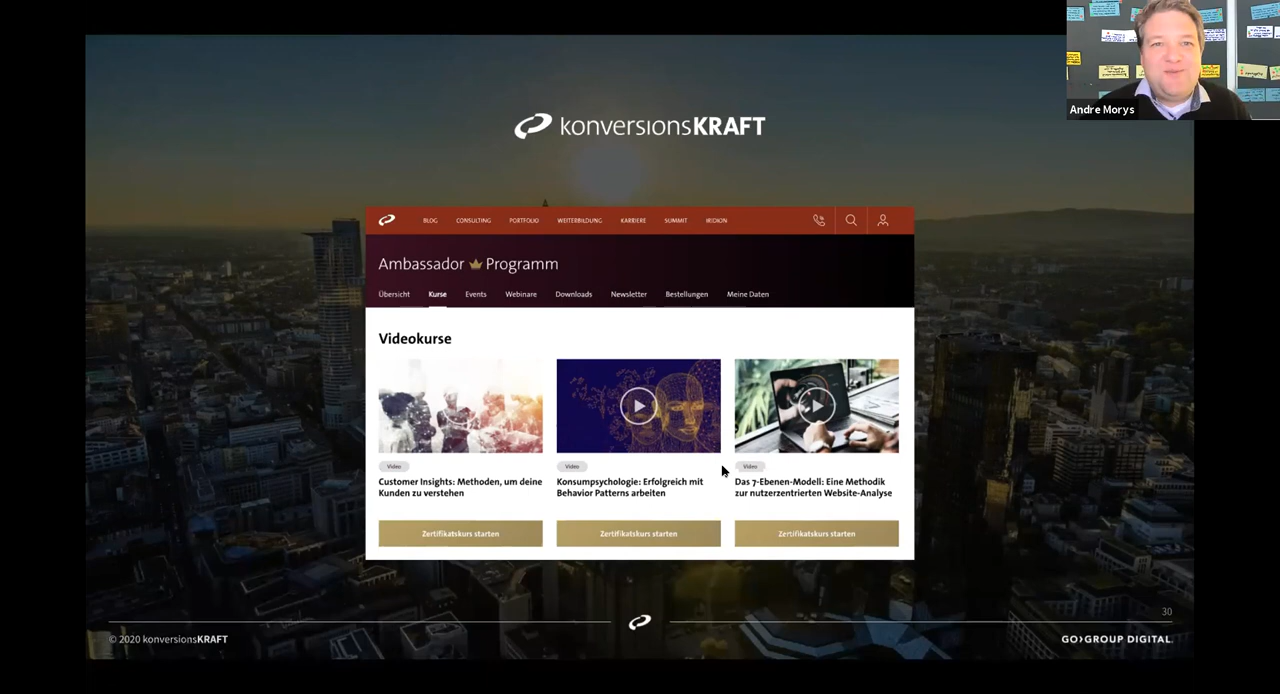 Andre Morys
konversionsKRAFT
BLOG CONSULTING PORTFOLIO WEITERBILDUNG KARRIERE SUMMIT IRIDION
Ambassador Programm
Übersicht Kurse Events Webinare Downloads Newsletter Bestellungen Meine Daten
Videokurse
Video
Customer Insights: Methoden, um deine
Kunden zu verstehen
Zertifikatskurs starten
Video
Konsumpsychologie: Erfolgreich mit
Behavior Patterns arbeiten
Zertifikatskurs starten
Video
Das 7-Ebenen-Modell: Eine Methodik
zur nutzerzentrierten Website-Analyse
Zertifikatskurs starten
30
© 2020 konversionsKRAFT
GO>GROUP DIGITAL